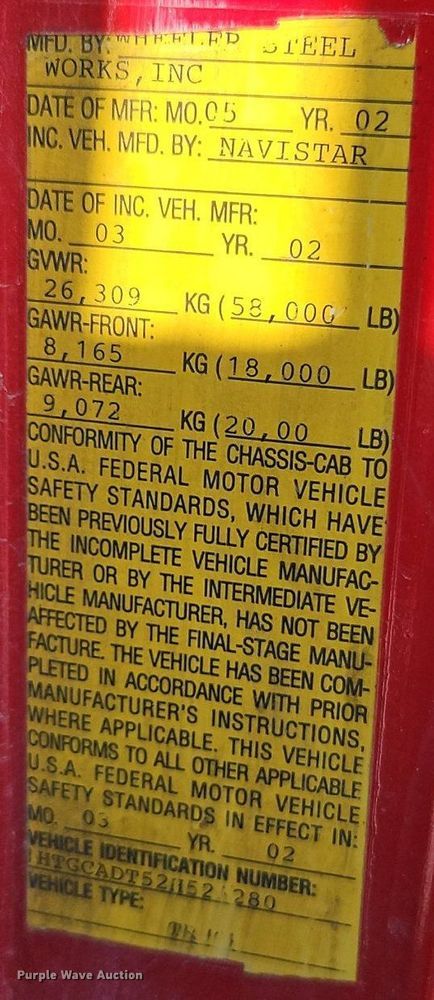 MFD. BY: WHEELER STEEL
WORKS, INC
DATE OF MFR: MO. 05 YR. 02
INC. VEH. MFD. BY: NAVISTAR
DATE OF INC. VEH. MFR:
MO. 03 YR. 02
GVWR:
26,309 KG (58,000 LB)
GAWR-FRONT:
8,165 KG (18,000 LB)
GAWR-REAR:
9,072 KG (20,00 LB)
CONFORMITY OF THE CHASSIS-CAB TO
U.S.A. FEDERAL MOTOR VEHICLE
SAFETY STANDARDS, WHICH HAVE
BEEN PREVIOUSLY FULLY CERTIFIED BY
THE INCOMPLETE VEHICLE MANUFAC-
TURER OR BY THE INTERMEDIATE VE-
HICLE MANUFACTURER, HAS NOT BEEN
AFFECTED BY THE FINAL-STAGE MANU-
FACTURE. THE VEHICLE HAS BEEN COM-
PLETED IN ACCORDANCE WITH PRIOR
MANUFACTURER'S INSTRUCTIONS,
WHERE APPLICABLE. THIS VEHICLE
CONFORMS TO ALL OTHER APPLICABLE
U.S.A. FEDERAL MOTOR VEHICLE
SAFETY STANDARDS IN EFFECT IN:
MO. 03 YR. 02
VEHICLE IDENTIFICATION NUMBER:
VEHICLE TYPE:
Purple Wave Auction